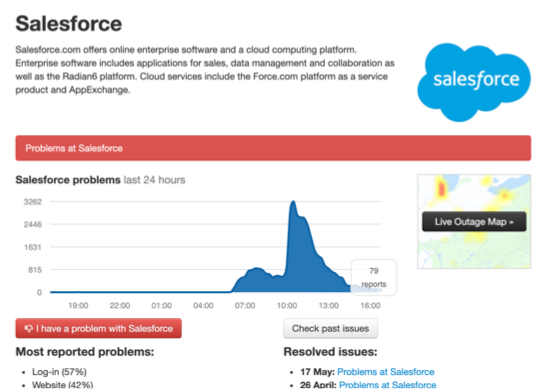 Salesforce
Salesforce.com offers online enterprise software and a cloud computing platform.
Enterprise software includes applications for sales, data management and collaboration as
well as the Radian6 platform. Cloud services include the Force.com platform as a service
product and AppExchange.
salesforce
Problems at Salesforce
Salesforce problems last 24 hours
3262
2446
1631
815
0
79
reports
19:00 22:00 01:00 04:00 07:00 10:00 13:00 16:00
Live Outage Map »
I have a problem with Salesforce
Check past issues
Most reported problems:
• Log-in (57%)
• Website (42%)
Resolved issues:
• 17 May: Problems at Salesforce
• 26 April: Problems at Salesforce